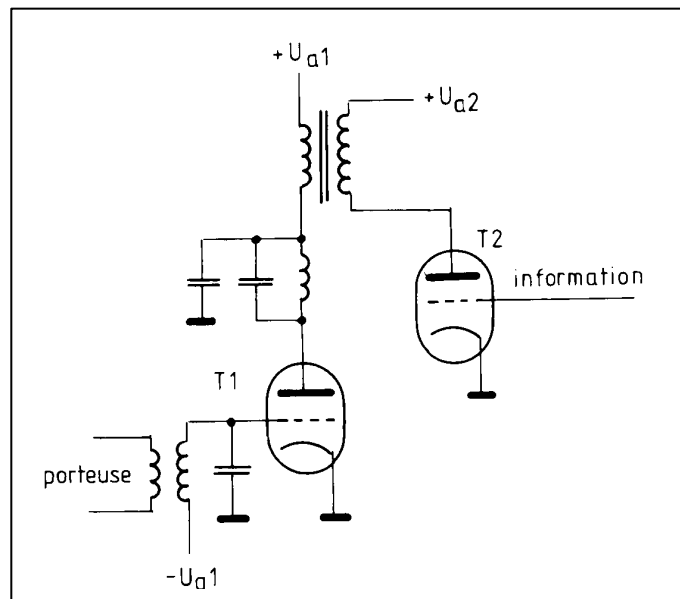 +Ua1
+Ua2
T2
information
T1
porteuse
-Ua1